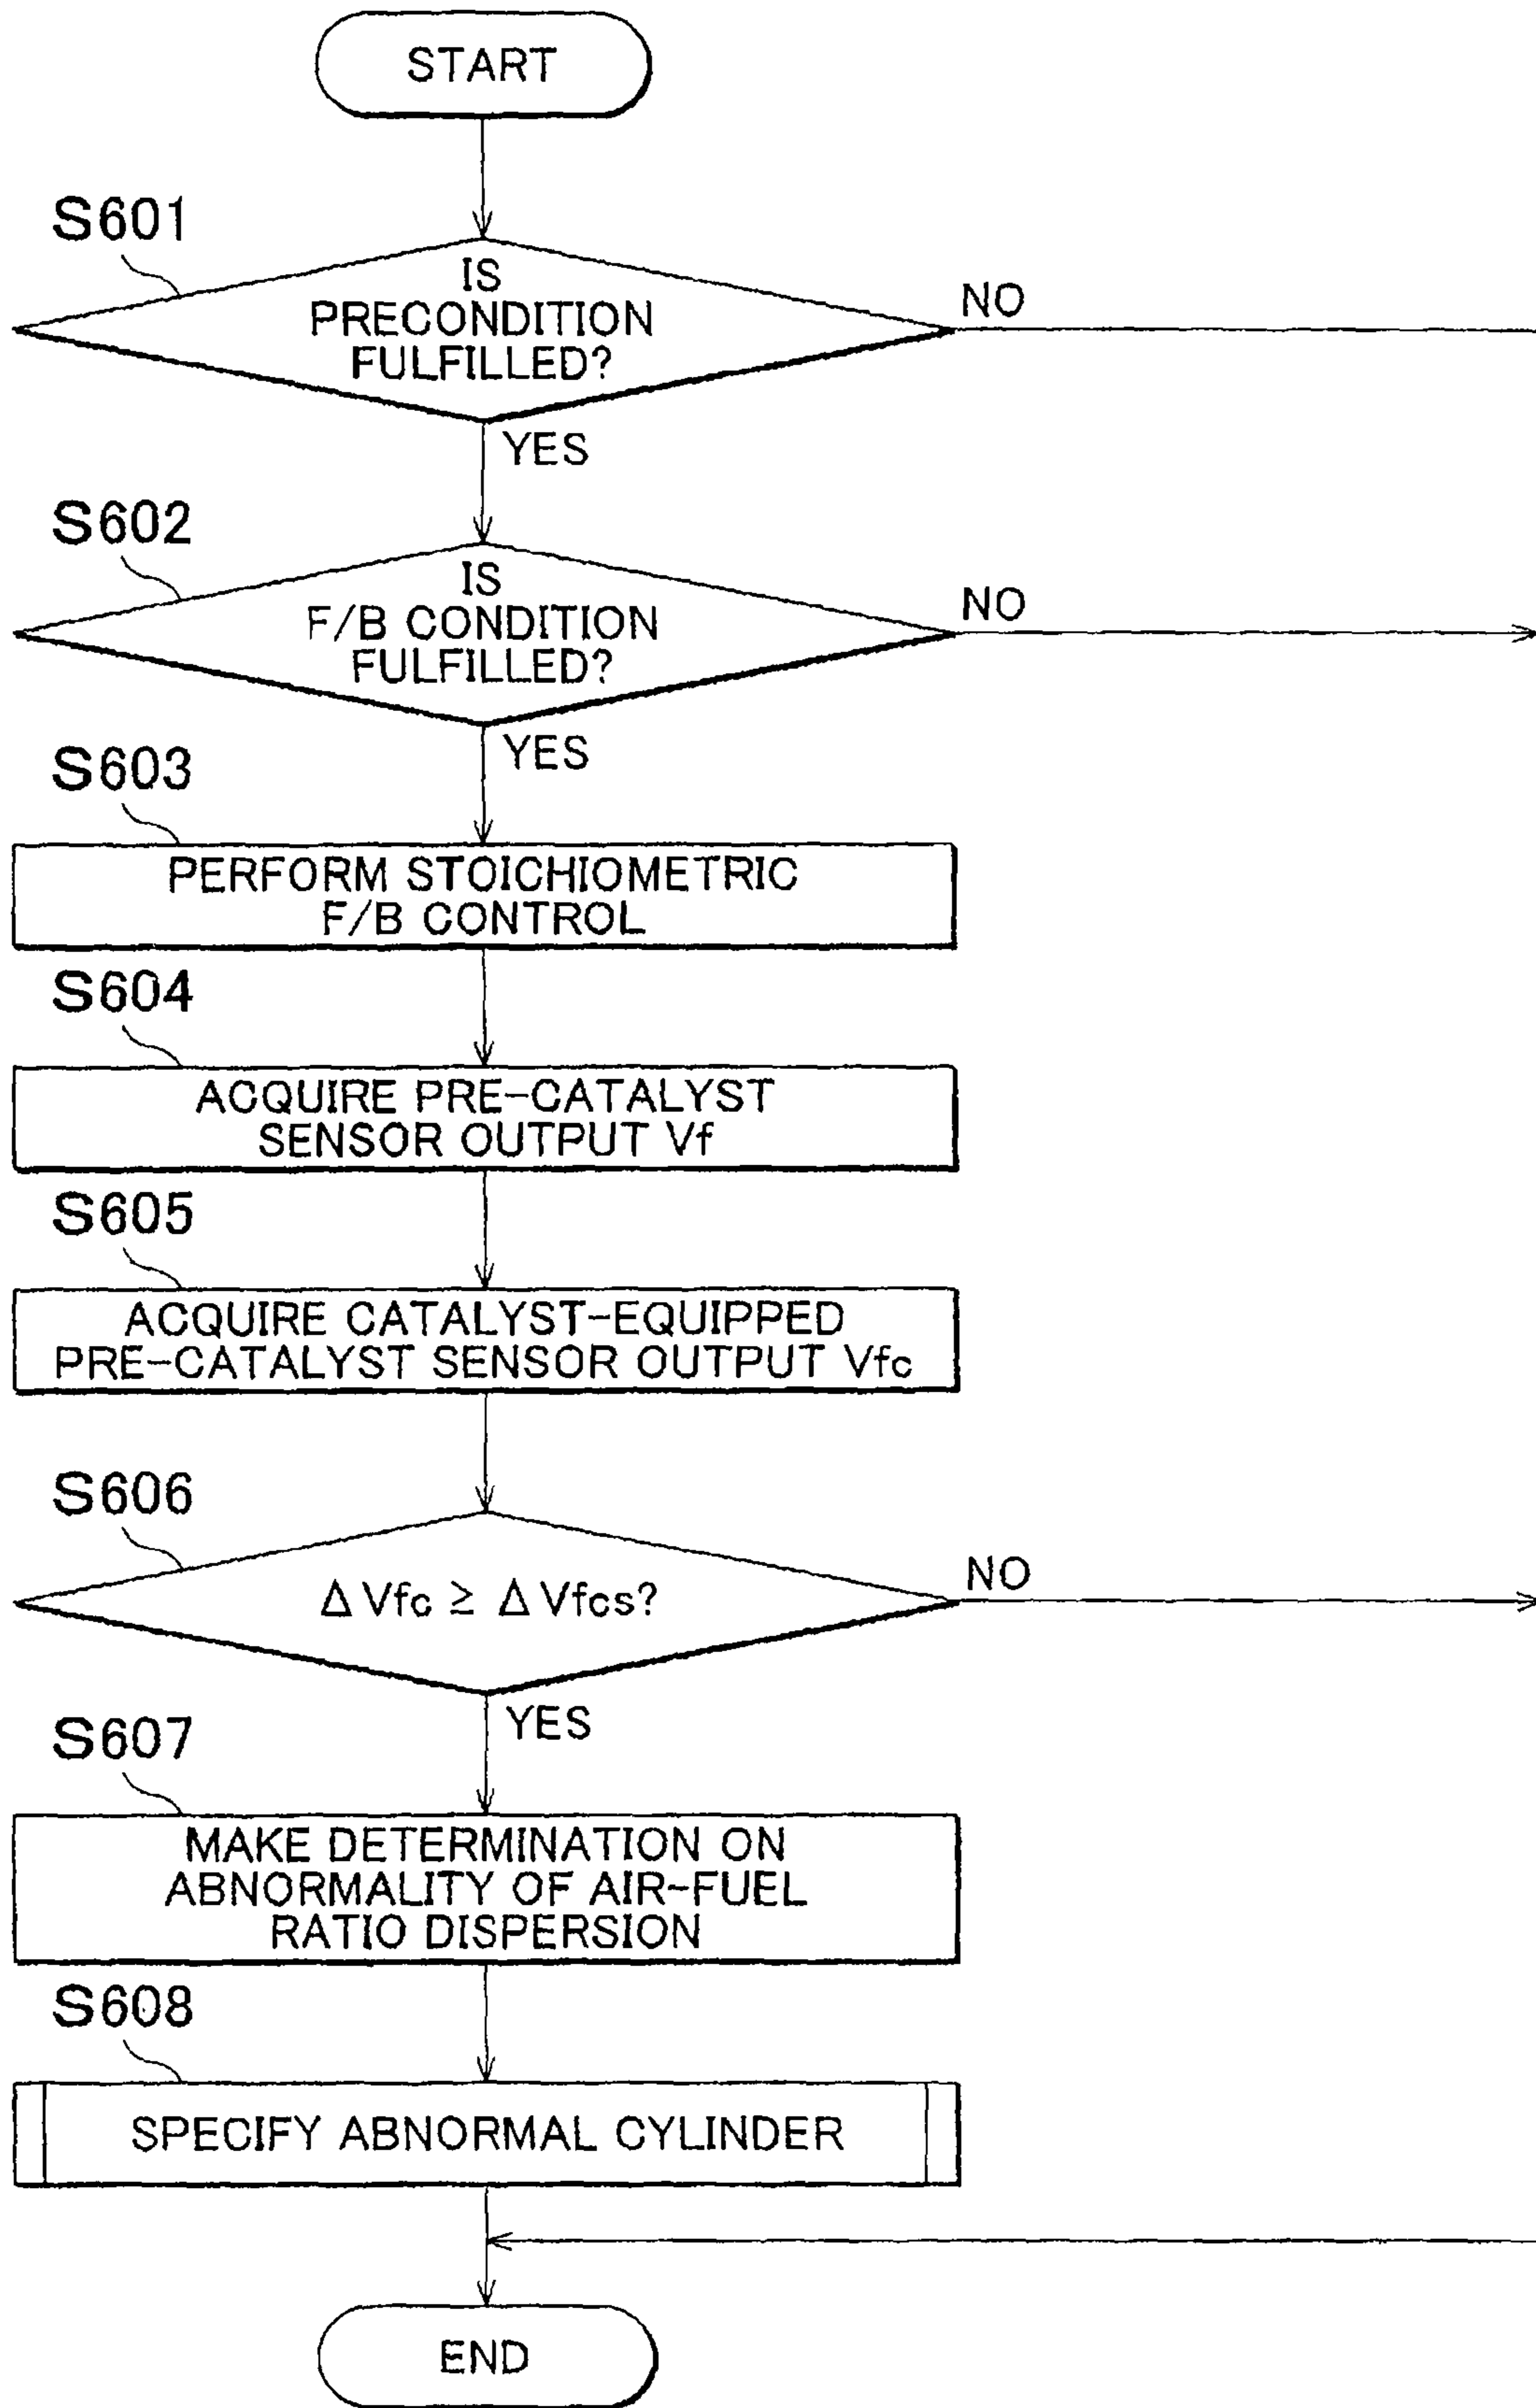 START
S601
IS
PRECONDITION
FULFILLED?
NO
YES
S602
IS
F/B CONDITION
FULFILLED?
NO
YES
S603
PERFORM STOICHIOMETRIC
F/B CONTROL
S604
ACQUIRE PRE-CATALYST
SENSOR OUTPUT Vf
S605
ACQUIRE CATALYST-EQUIPPED
PRE-CATALYST SENSOR OUTPUT Vfc
S606
Δ Vfc ≥ Δ Vfcs?
NO
YES
S607
MAKE DETERMINATION ON
ABNORMALITY OF AIR-FUEL
RATIO DISPERSION
S608
SPECIFY ABNORMAL CYLINDER
END